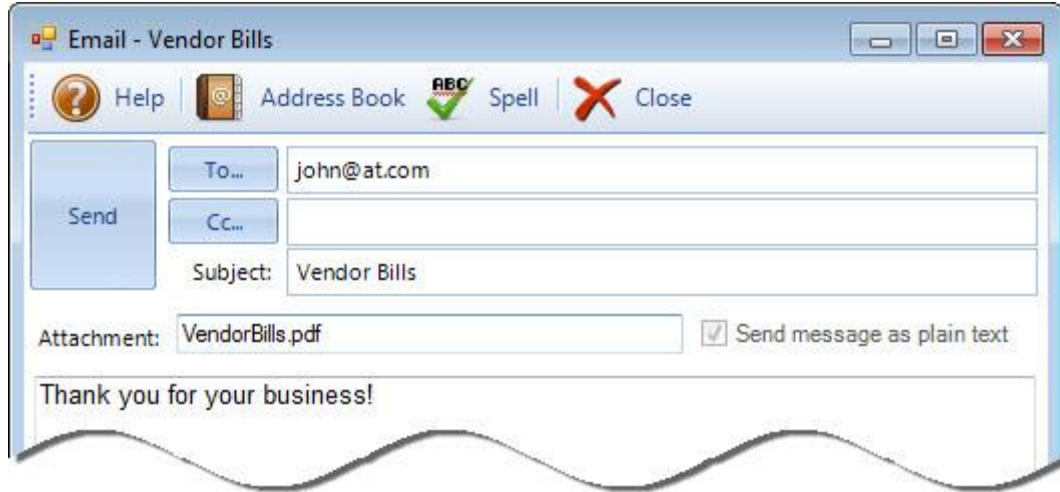 Email - Vendor Bills
Help Address Book ABC Spell Close
Send
To... john@at.com
Cc...
Subject: Vendor Bills
Attachment: VendorBills.pdf Send message as plain text
Thank you for your business!